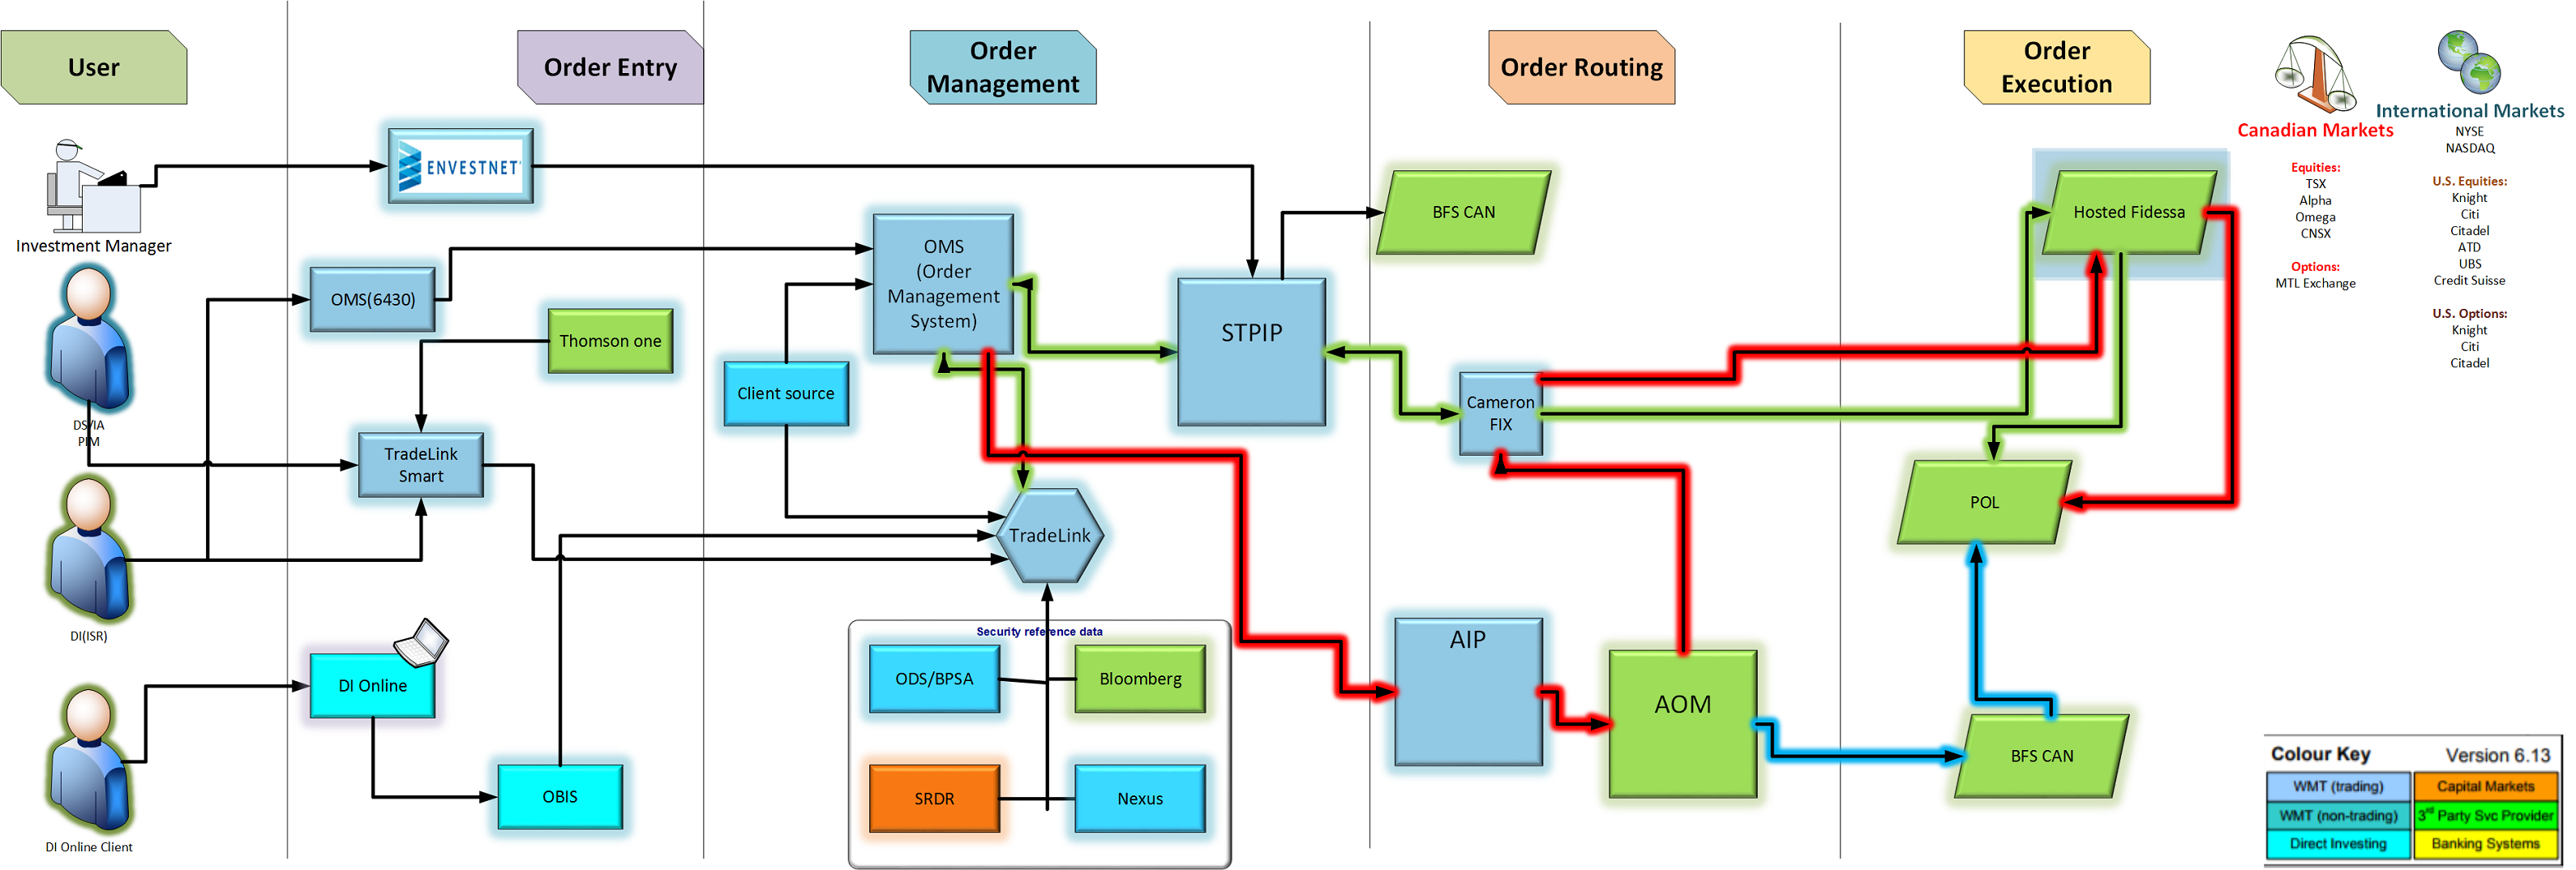 User
Order Entry
Order
Management
Order Routing
Order
Execution
Canadian Markets
Equities:
TSX
Alpha
Omega
CNSX
Options:
MTL Exchange
International Markets
NYSE
NASDAQ
U.S. Equities:
Knight
Citi
Citadel
ATD
UBS
Credit Suisse
U.S. Options:
Knight
Citi
Citadel
Investment Manager
DS/IA
PIM
DI(ISR)
DI Online Client
ENVESTNET
OMS(6430)
Thomson one
TradeLink
Smart
DI Online
OBIS
OMS
(Order
Management
System)
Client source
STPIP
TradeLink
Security reference data
ODS/BPSA
Bloomberg
SRDR
Nexus
BFS CAN
Cameron
FIX
AIP
AOM
Hosted Fidessa
POL
BFS CAN
Colour Key Version 6.13
WMT (trading) Capital Markets
WMT (non-trading) 3rd Party Svc Provider
Direct Investing Banking Systems